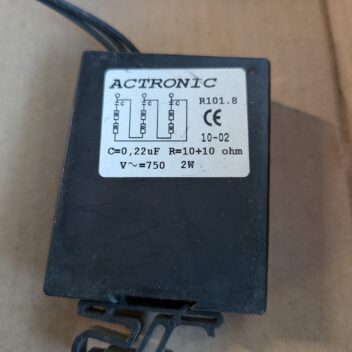 ACTRONIC
R101.8
C C C
R R R
R R R
CE
10-02
C=0,22uF R=10+10 ohm
V~=750 2W